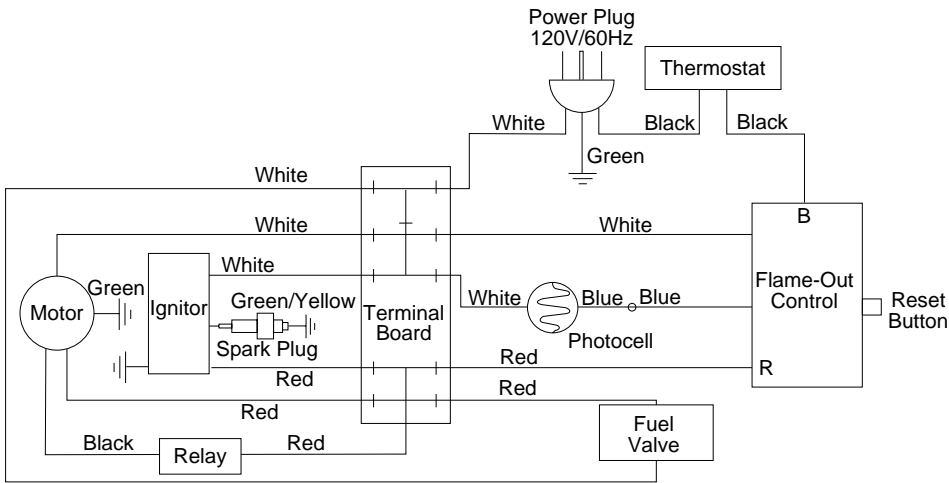 Power Plug
120V/60Hz
Thermostat
White
Black
Black
Green
White
White
White
B
White
Green
Motor
Ignitor
Green/Yellow
Spark Plug
Terminal
Board
White
Blue
Blue
Photocell
Flame-Out
Control
Reset
Button
Red
Red
R
Red
Red
Fuel
Valve
Black
Relay
Red